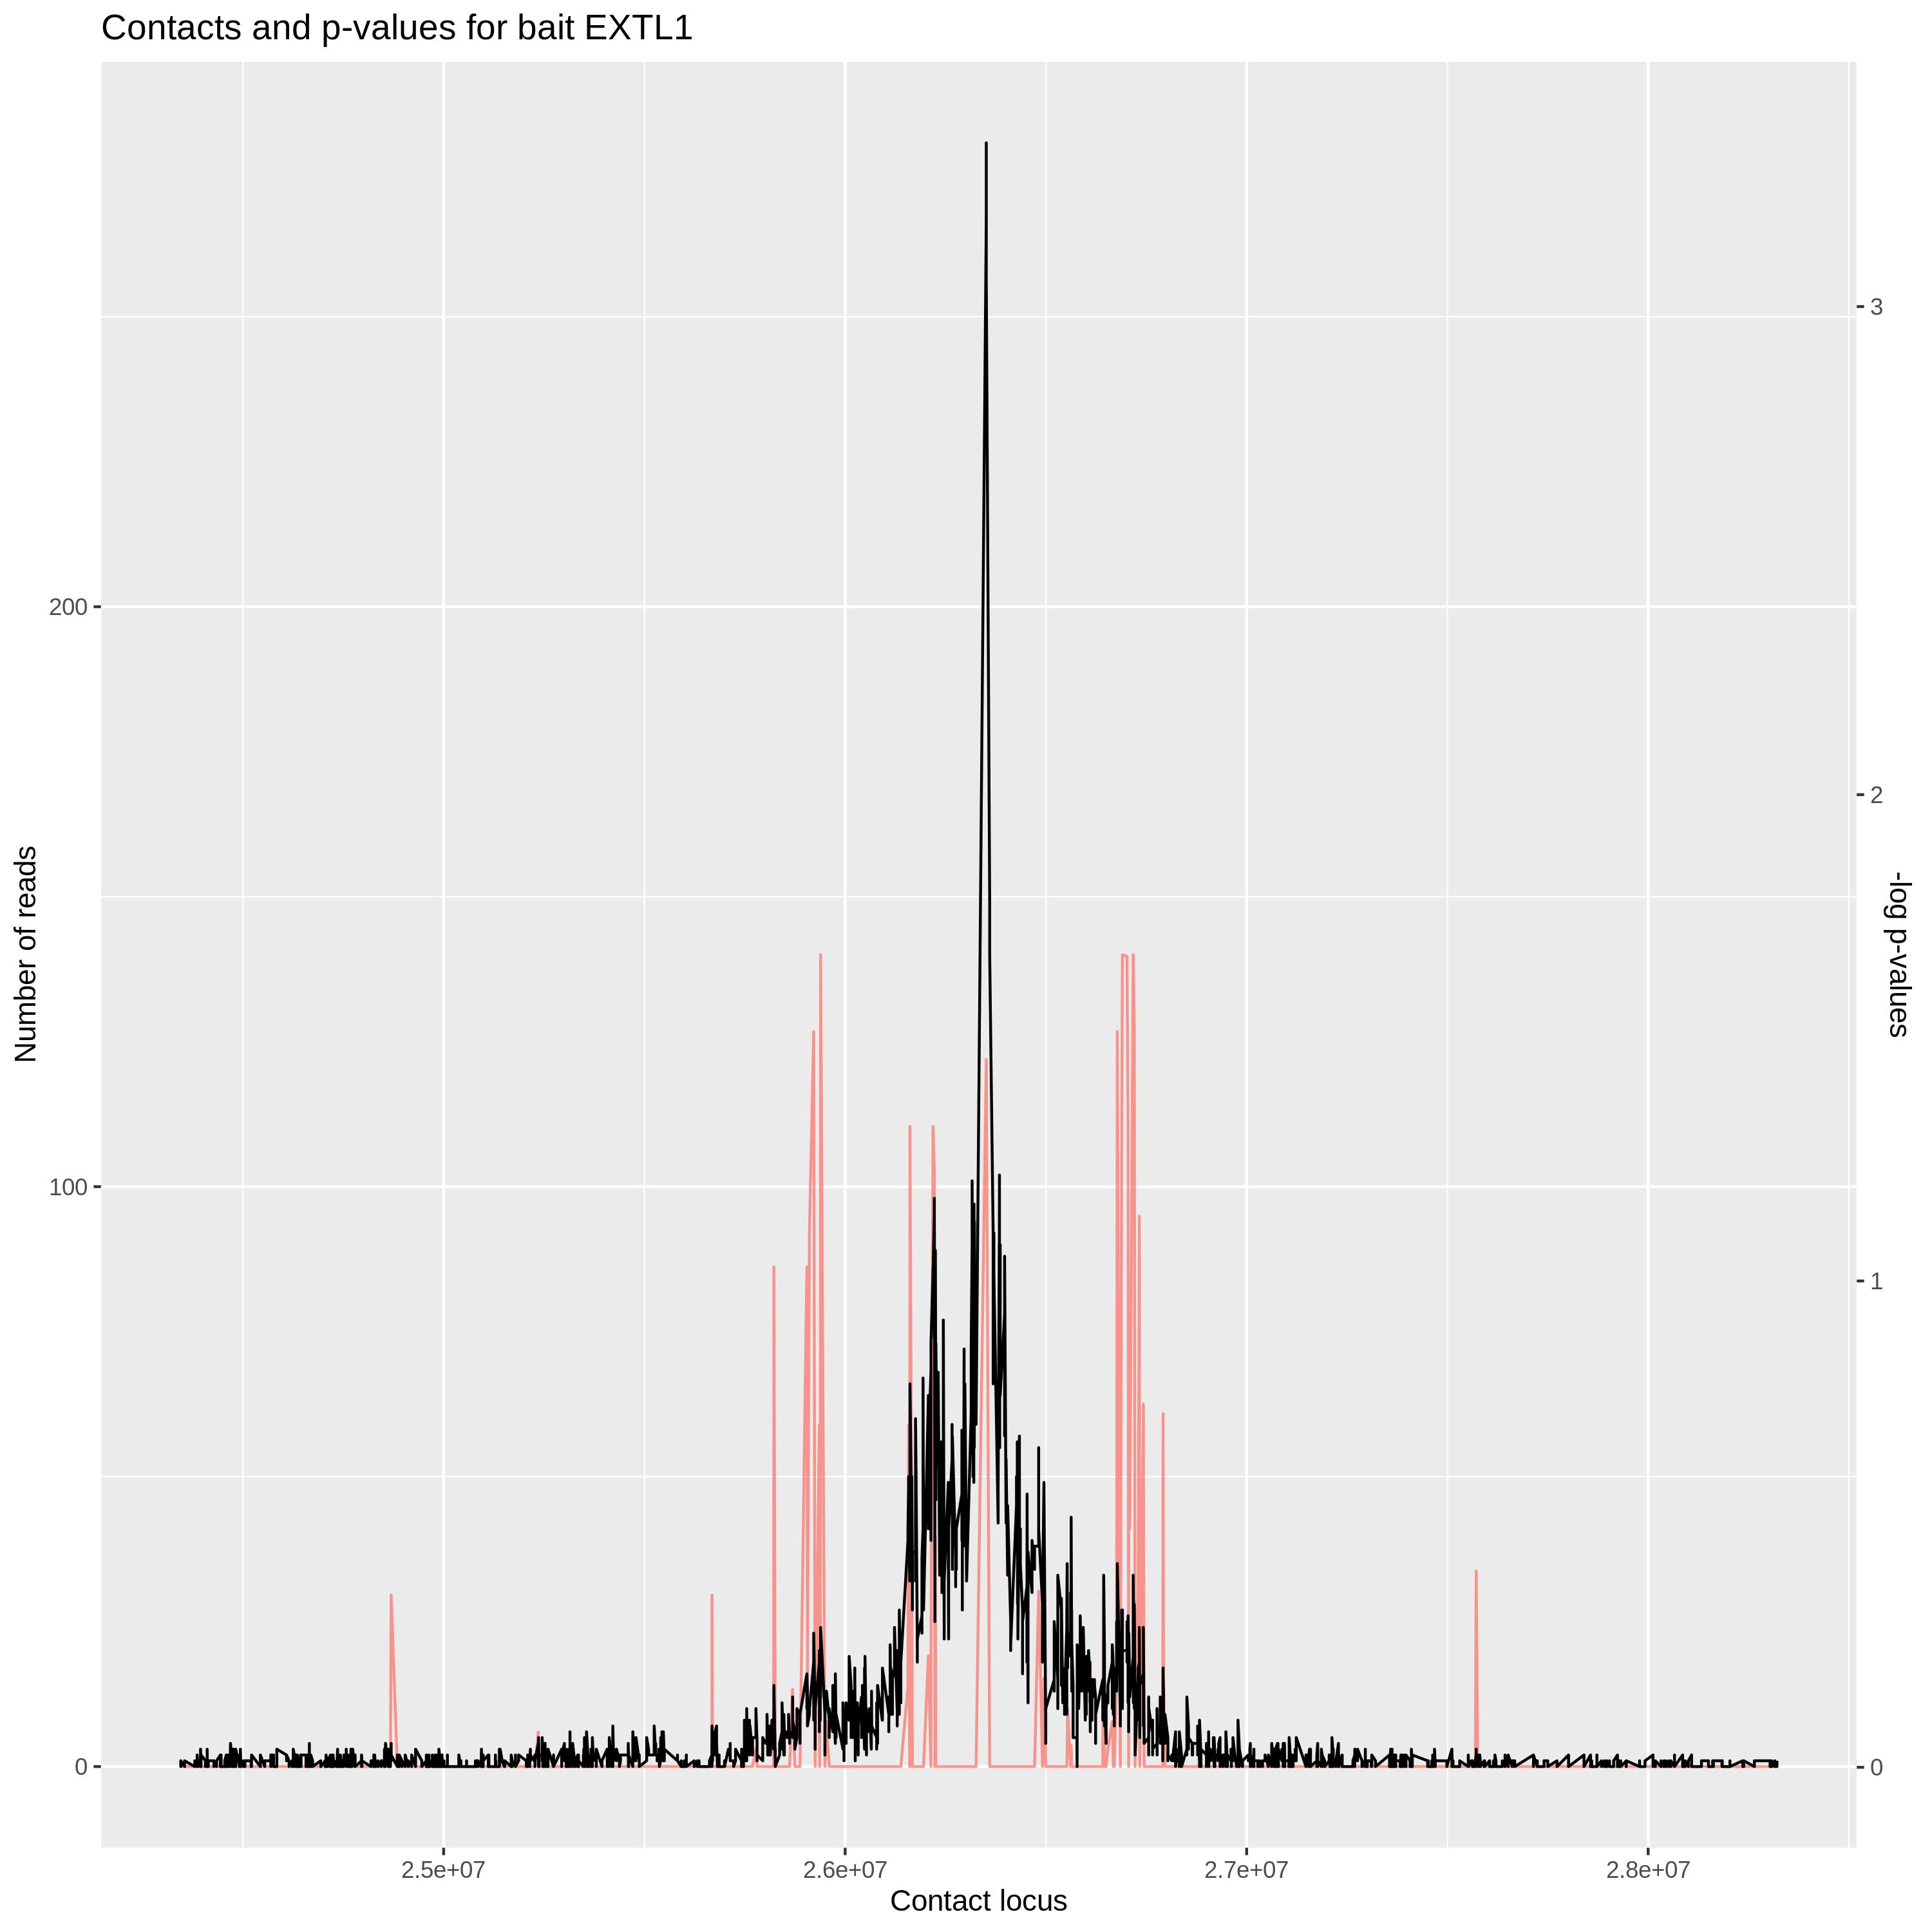 Contacts and p-values for bait EXTL1
Number of reads
200
100
0
3
2
1
0
-log p-values
2.5e+07
2.6e+07
2.7e+07
2.8e+07
Contact locus